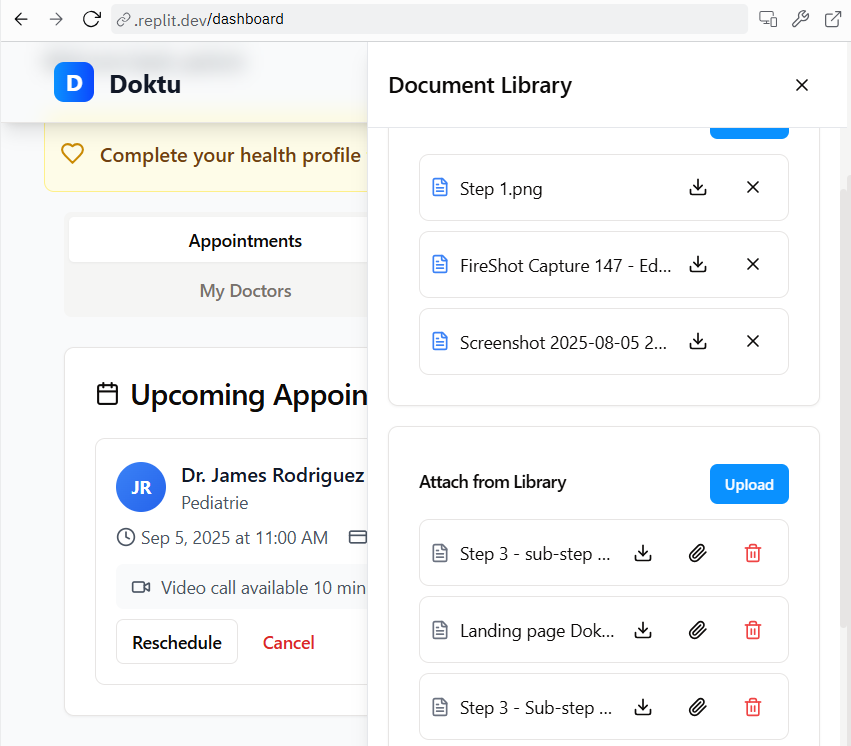 .replit.dev/dashboard
D Doktu
Document Library
Complete your health profile
Appointments
My Doctors
Upcoming Appoin
JR
Dr. James Rodriguez
Pediatrie
Sep 5, 2025 at 11:00 AM
Video call available 10 min
Reschedule
Cancel
Step 1.png
FireShot Capture 147 - Ed...
Screenshot 2025-08-05 2...
Attach from Library
Upload
Step 3 - sub-step ...
Landing page Dok...
Step 3 - Sub-step ...